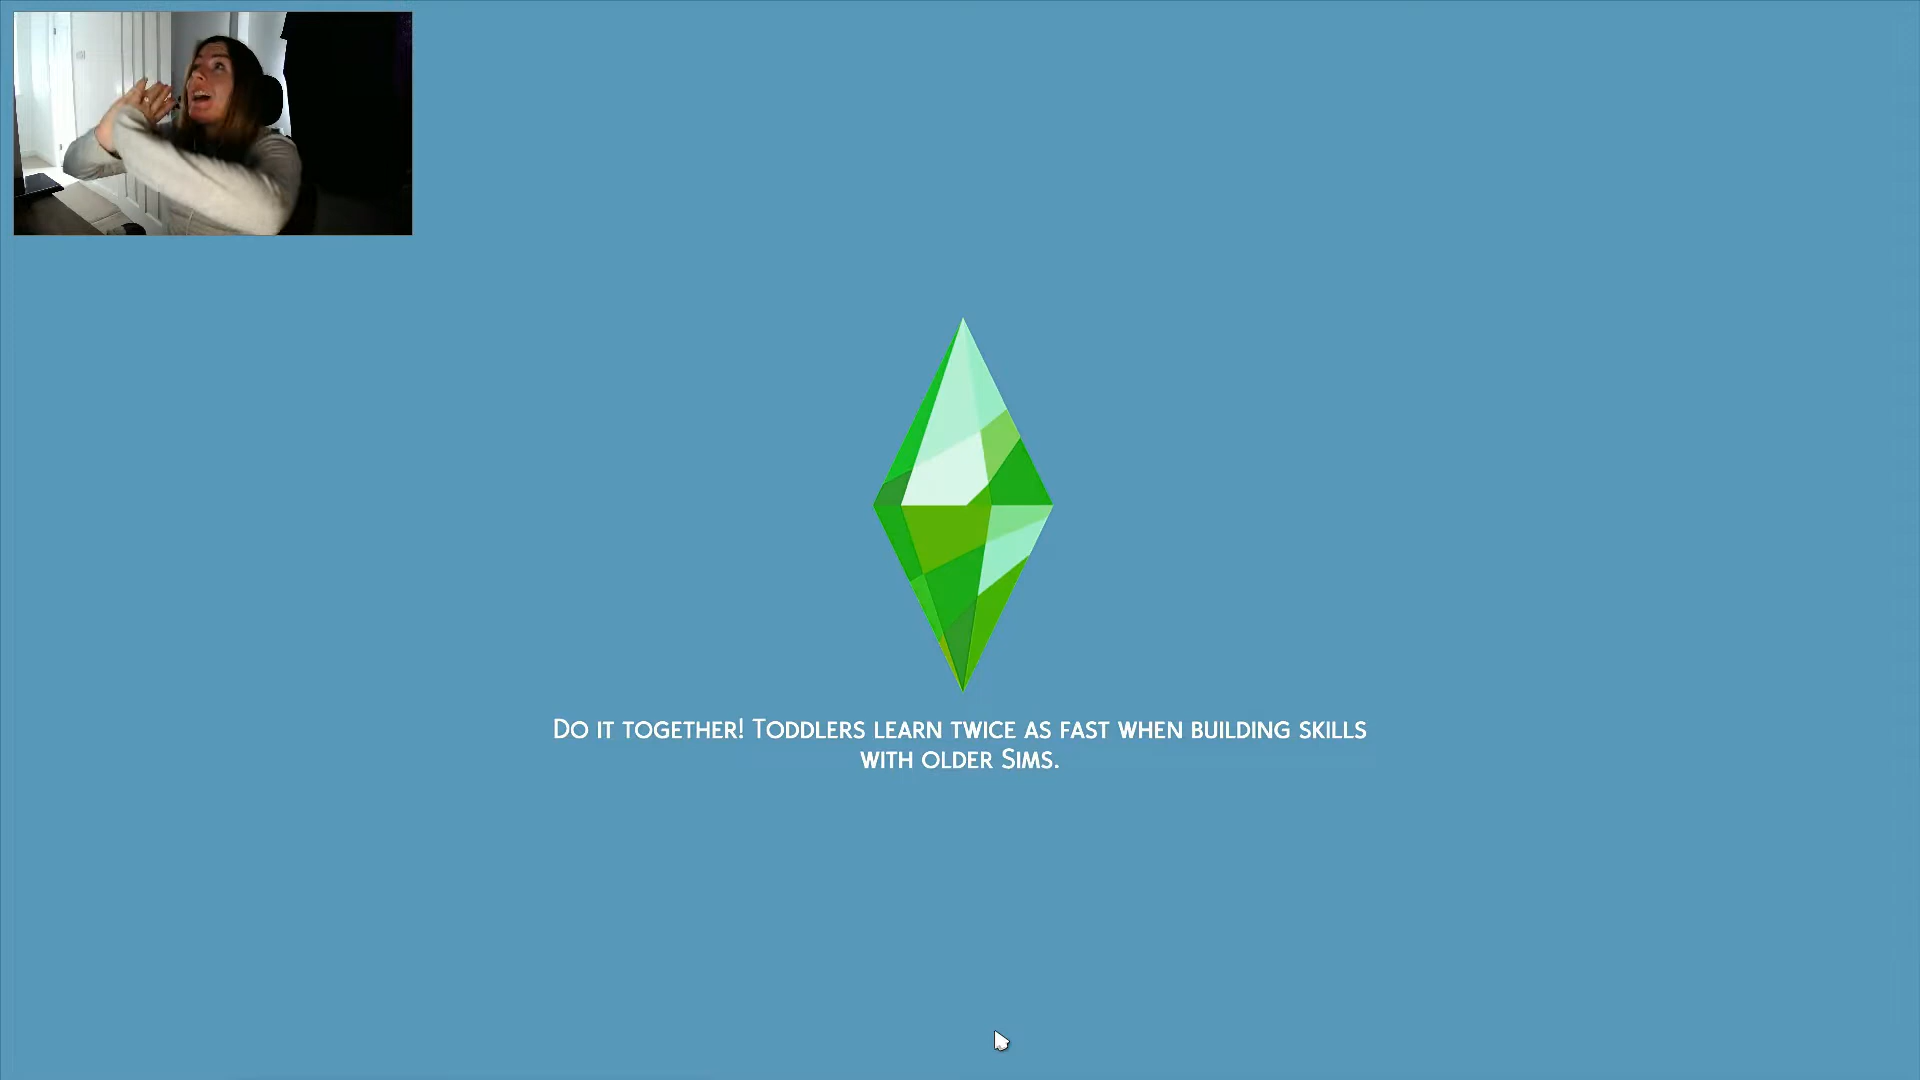 Do it together! Toddlers learn twice as fast when building skills
with older Sims.